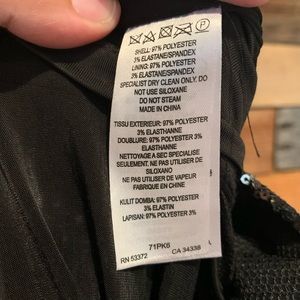 P
SHELL: 97% POLYESTER
3% ELASTANE/SPANDEX
LINING: 97% POLYESTER
3% ELASTANE/SPANDEX
SPECIALIST DRY CLEAN ONLY, DO
NOT USE SILOXANE
DO NOT STEAM
MADE IN CHINA
TISSU EXTERIEUR: 97% POLYESTER
3% ELASTHANNE
DOUBLURE: 97% POLYESTER 3%
ELASTHANNE
NETTOYAGE A SEC SPECIALISE
SEULEMENT. NE PAS UTILISER DE
SILOXANO
NE PAS UTILISER DE VAPEUR
FABRIQUE EN CHINE
KULIT DOMBA: 97% POLYESTER
3% ELASTIN
LAPISAN: 97% POLYESTER 3%
71PK6
RN 53372 CA 34338